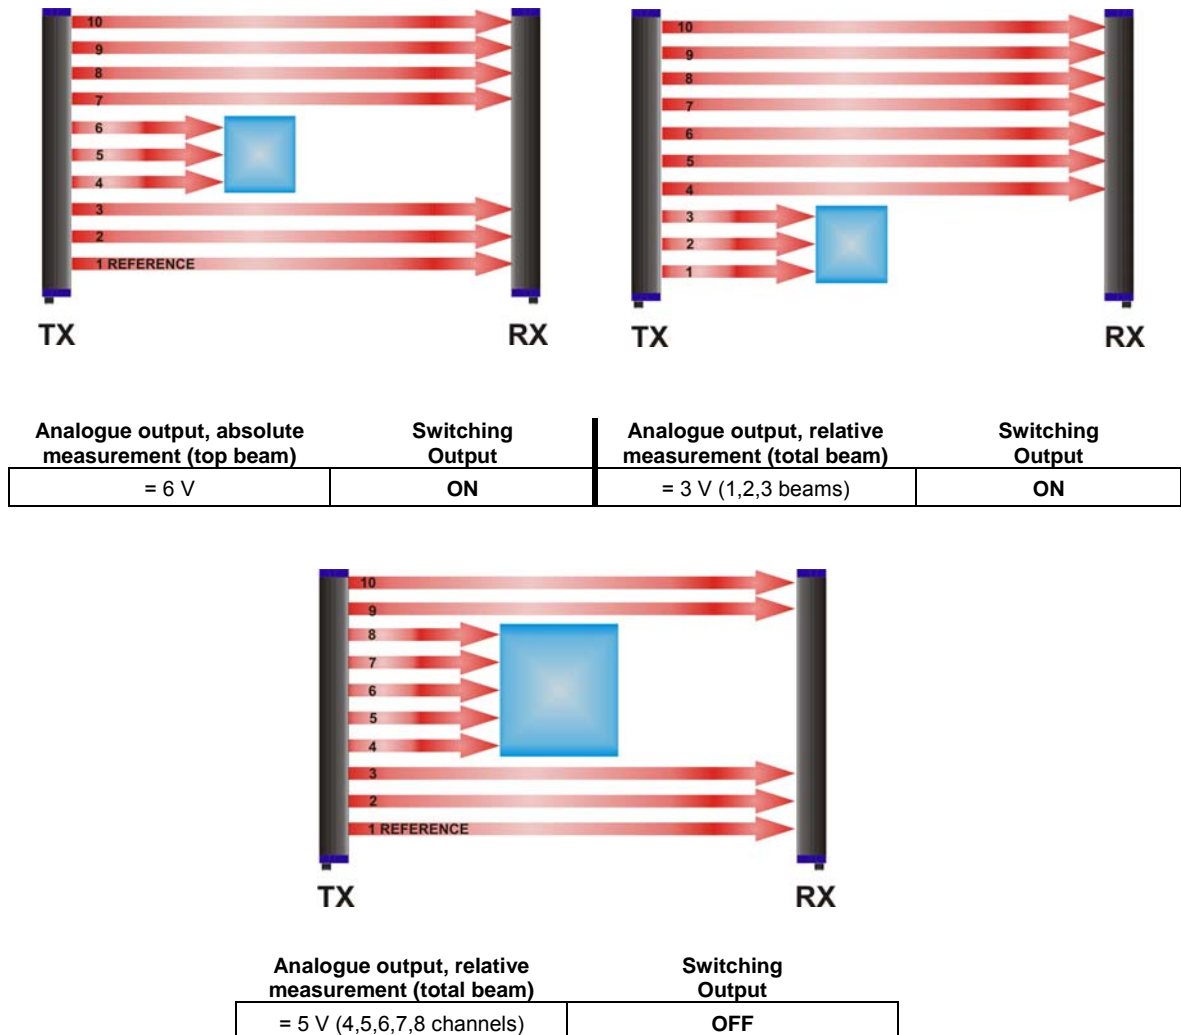 10
9
8
7
6
5
4
3
2
1 REFERENCE
TX
RX
10
9
8
7
6
5
4
3
2
1
TX
RX
Analogue output, absolute
measurement (top beam)
Switching
Output
Analogue output, relative
measurement (total beam)
Switching
Output
= 6 V
ON
= 3 V (1,2,3 beams)
ON
10
9
8
7
6
5
4
3
2
1 REFERENCE
TX
RX
Analogue output, relative
measurement (total beam)
Switching
Output
= 5 V (4,5,6,7,8 channels)
OFF